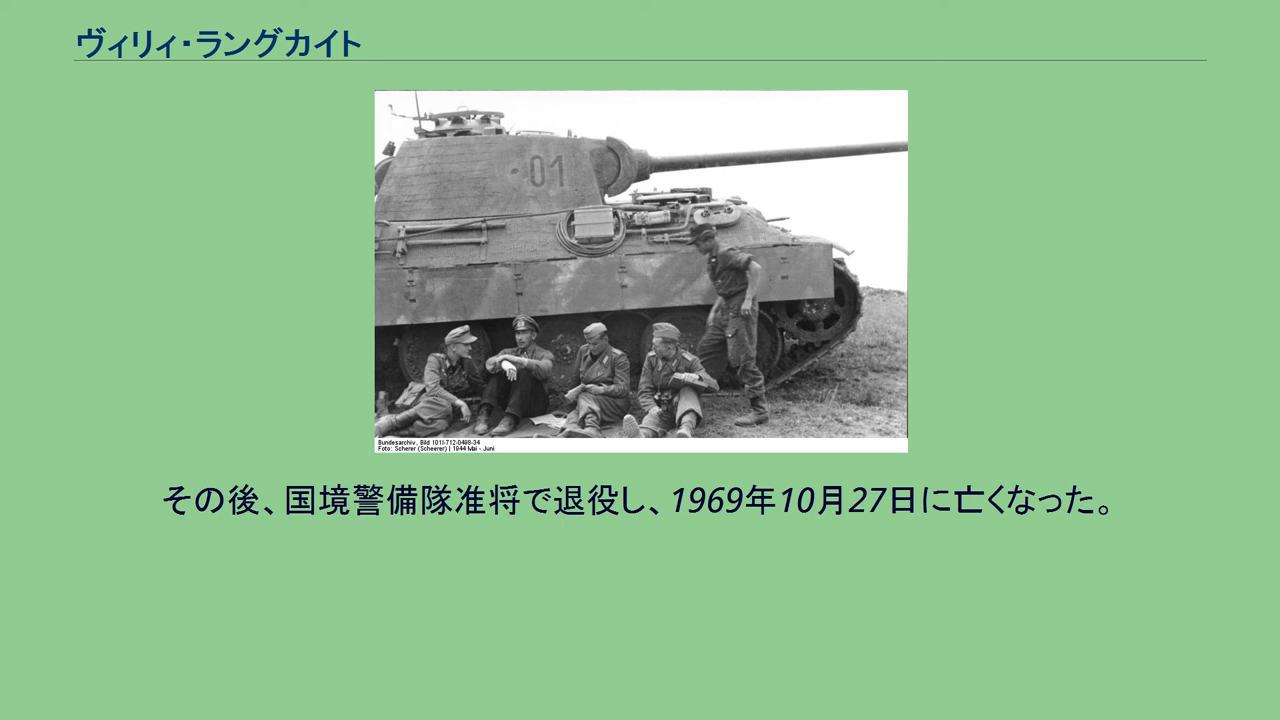 ヴィリィ・ラングカイト
01
Bundesarchiv, Bild 101I-712-0498-34
Foto: Scherer (Scheerer) | 1944 Mai - Juni
その後、国境警備隊准将で退役し、1969年10月27日に亡くなった。